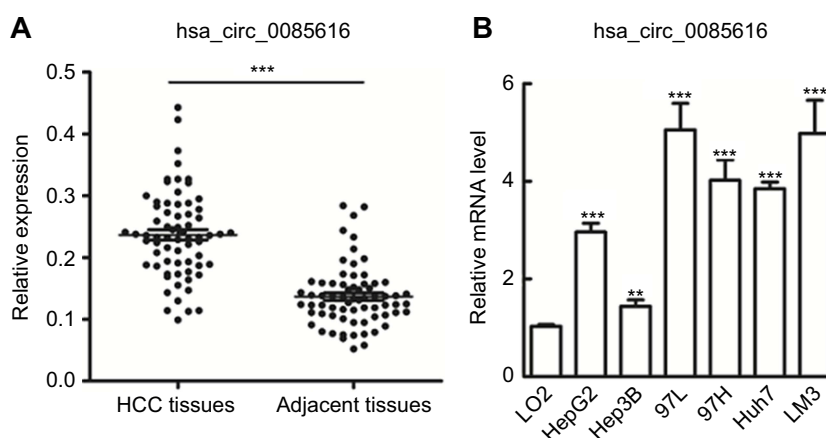 A
hsa_circ_0085616
***
Relative expression
0.5
0.4
0.3
0.2
0.1
0.0
HCC tissues
Adjacent tissues
B
hsa_circ_0085616
Relative mRNA level
6
4
2
0
***
**
***
***
***
***
LO2
HepG2
Hep3B
97L
97H
Huh7
LM3